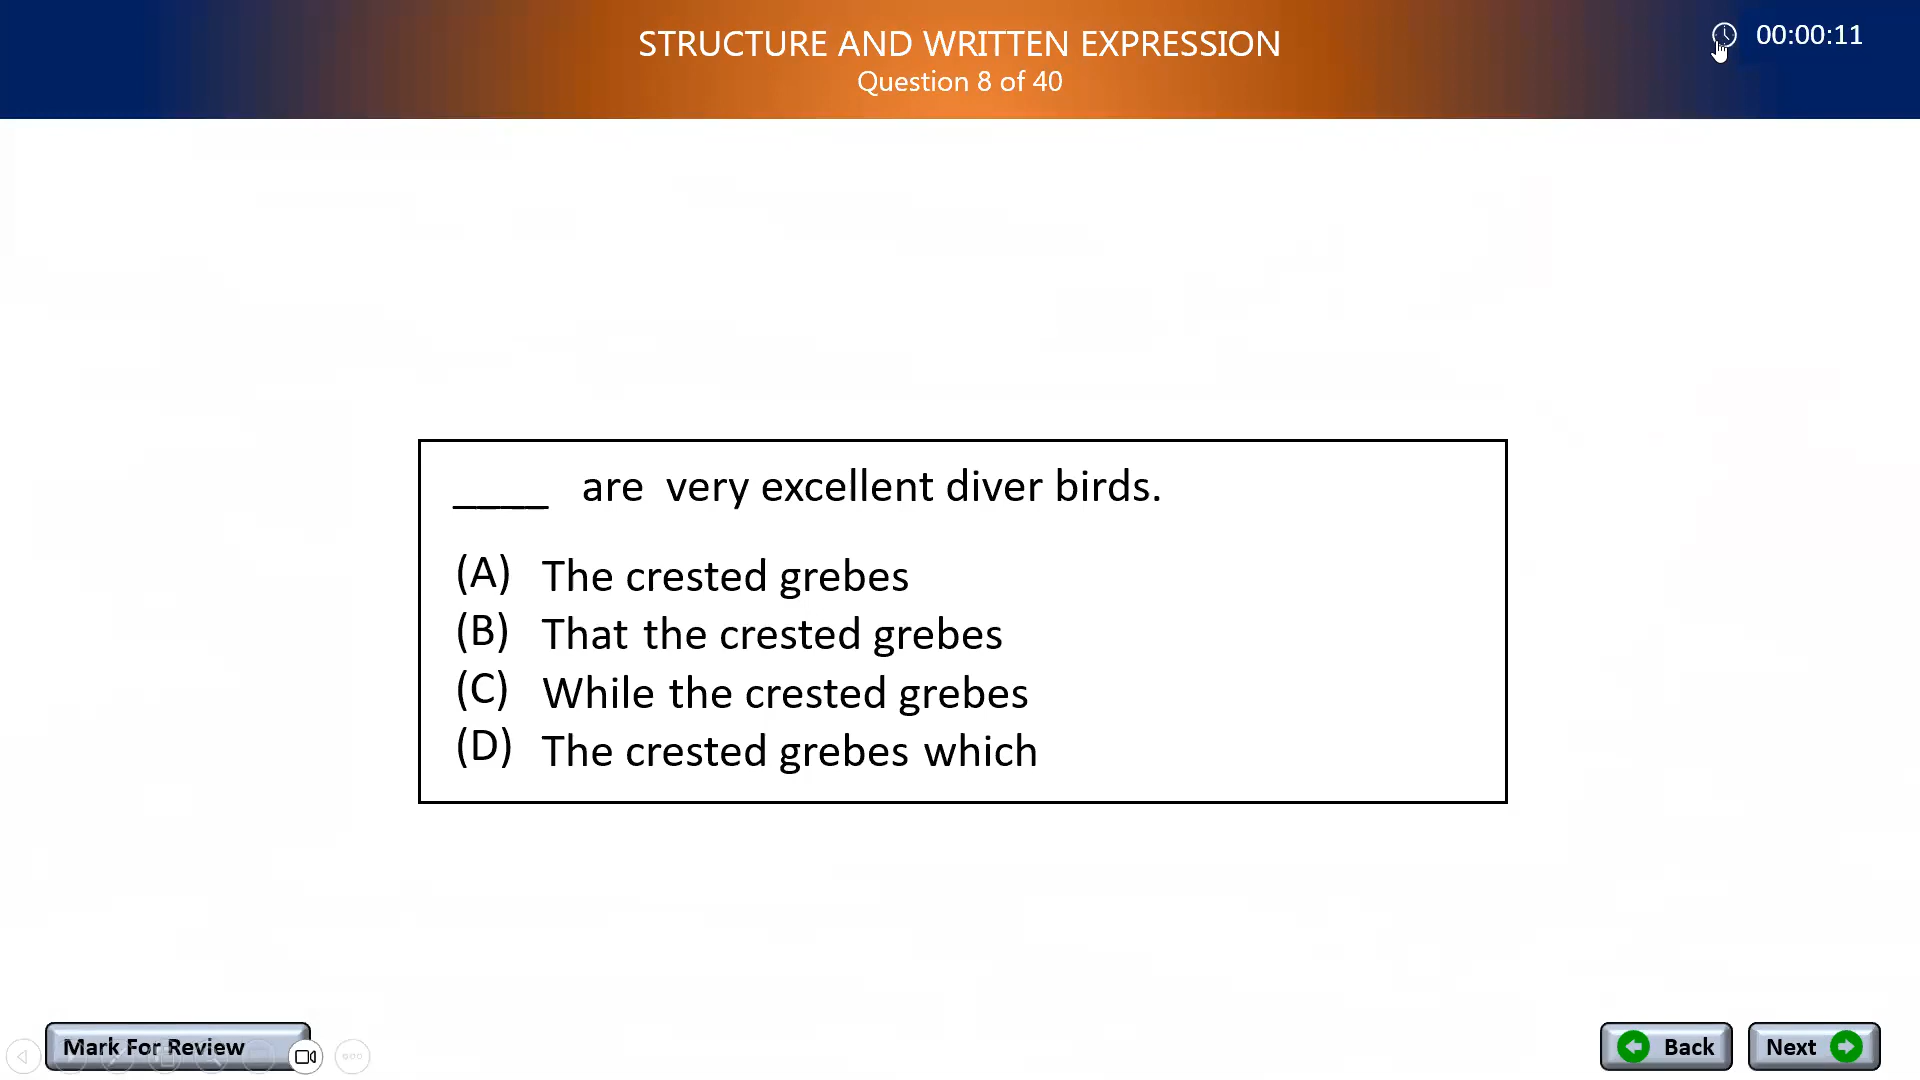 STRUCTURE AND WRITTEN EXPRESSION
Question 8 of 40
00:00:11
____ are very excellent diver birds.
(A) The crested grebes
(B) That the crested grebes
(C) While the crested grebes
(D) The crested grebes which
Mark For Review
Back
Next